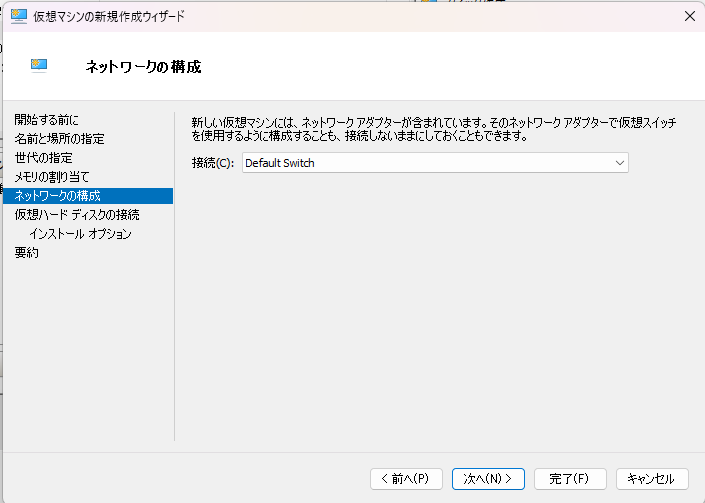 仮想マシンの新規作成ウィザード
ネットワークの構成
開始する前に
名前と場所の指定
世代の指定
メモリの割り当て
ネットワークの構成
仮想ハード ディスクの接続
インストール オプション
要約
新しい仮想マシンには、ネットワーク アダプターが含まれています。そのネットワーク アダプターで仮想スイッチ
を使用するように構成することも、接続しないままにしておくこともできます。
接続(C): Default Switch
< 前へ(P) 次へ(N) > 完了(F) キャンセル